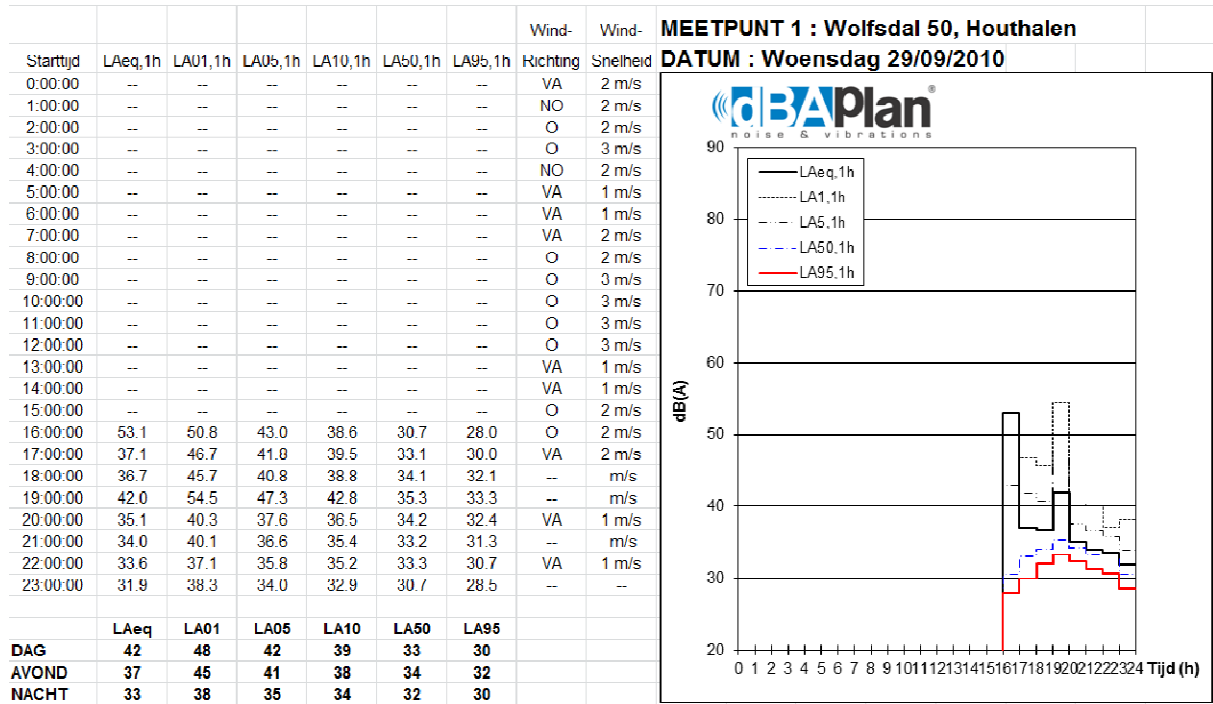 Wind- Wind- MEETPUNT 1 : Wolfsdal 50, Houthalen
Starttijd LAeq,1h LA01,1h LA05,1h LA10,1h LA50,1h LA95,1h Richting Snelheid DATUM : Woensdag 29/09/2010
0:00:00 -- -- -- -- -- -- VA 2 m/s
1:00:00 -- -- -- -- -- -- NO 2 m/s
2:00:00 -- -- -- -- -- -- O 2 m/s
3:00:00 -- -- -- -- -- -- O 3 m/s
4:00:00 -- -- -- -- -- -- NO 2 m/s
5:00:00 -- -- -- -- -- -- VA 1 m/s
6:00:00 -- -- -- -- -- -- VA 1 m/s
7:00:00 -- -- -- -- -- -- VA 2 m/s
8:00:00 -- -- -- -- -- -- O 2 m/s
9:00:00 -- -- -- -- -- -- O 3 m/s
10:00:00 -- -- -- -- -- -- O 3 m/s
11:00:00 -- -- -- -- -- -- O 3 m/s
12:00:00 -- -- -- -- -- -- O 3 m/s
13:00:00 -- -- -- -- -- -- VA 1 m/s
14:00:00 -- -- -- -- -- -- VA 1 m/s
15:00:00 -- -- -- -- -- -- O 2 m/s
16:00:00 53.1 50.8 43.0 38.6 30.7 28.0 O 2 m/s
17:00:00 37.1 46.7 41.8 39.5 33.1 30.0 VA 2 m/s
18:00:00 36.7 45.7 40.8 38.8 34.1 32.1 -- m/s
19:00:00 42.0 54.5 47.3 42.8 35.3 33.3 -- m/s
20:00:00 35.1 40.3 37.6 36.5 34.2 32.4 VA 1 m/s
21:00:00 34.0 40.1 36.6 35.4 33.2 31.3 -- m/s
22:00:00 33.6 37.1 35.8 35.2 33.3 30.7 VA 1 m/s
23:00:00 31.9 38.3 34.0 32.9 30.7 28.5 -- --
LAeq LA01 LA05 LA10 LA50 LA95
DAG 42 48 42 39 33 30
AVOND 37 45 41 38 34 32
NACHT 33 38 35 34 32 30
dBAPlan®
noise & vibrations
LAeq,1h
LA1,1h
LA5,1h
LA50,1h
LA95,1h
90
80
70
60
50
40
30
20
dB(A)
0 1 2 3 4 5 6 7 8 9 10 11 12 13 14 15 16 17 18 19 20 21 22 23 24 Tijd (h)